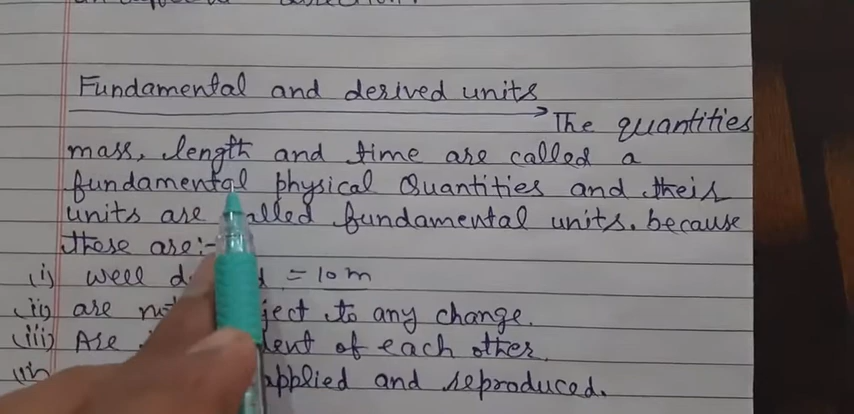 Fundamental and derived units
The quantities
mass, length and time are called a
fundamental physical Quantities and their
units are called fundamental units. because
these are:-
(i) well = 10 m
(ii) are to any change.
(iii) Are of each other
applied and reproduced.